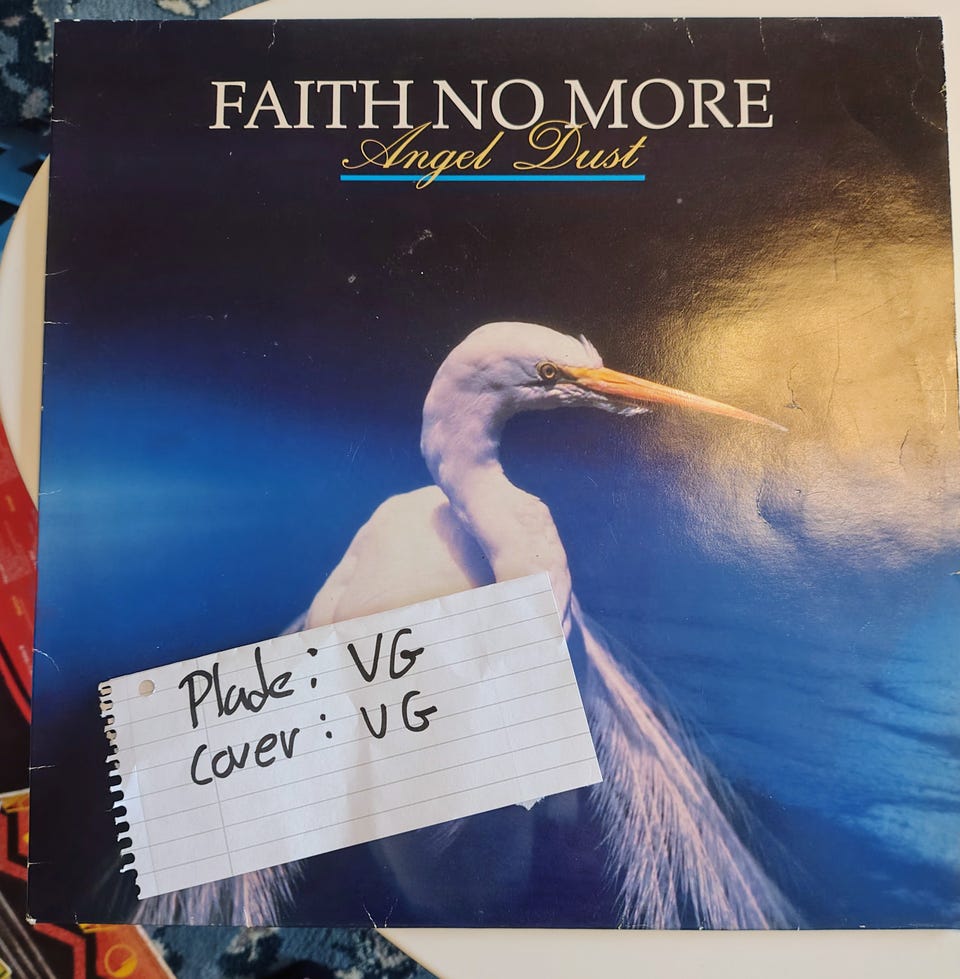 FAITH NO MORE
Angel Dust
Plade: VG
Cover: VG